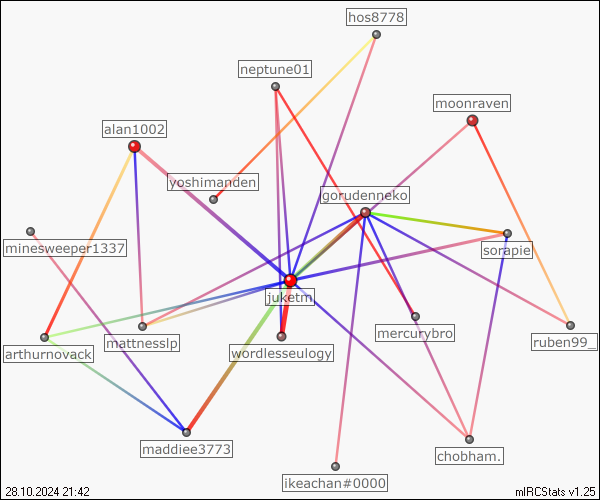 hos8778
neptune01
moonraven
alan1002
yoshimanden
gorudenneko
minesweeper1337
sorapie
juketm
mercurybro
arthurnovack
mattnesslp
wordlesseulogy
ruben99_
maddiee3773
chobham.
ikeachan#0000
28.10.2024 21:42
mIRCStats v1.25